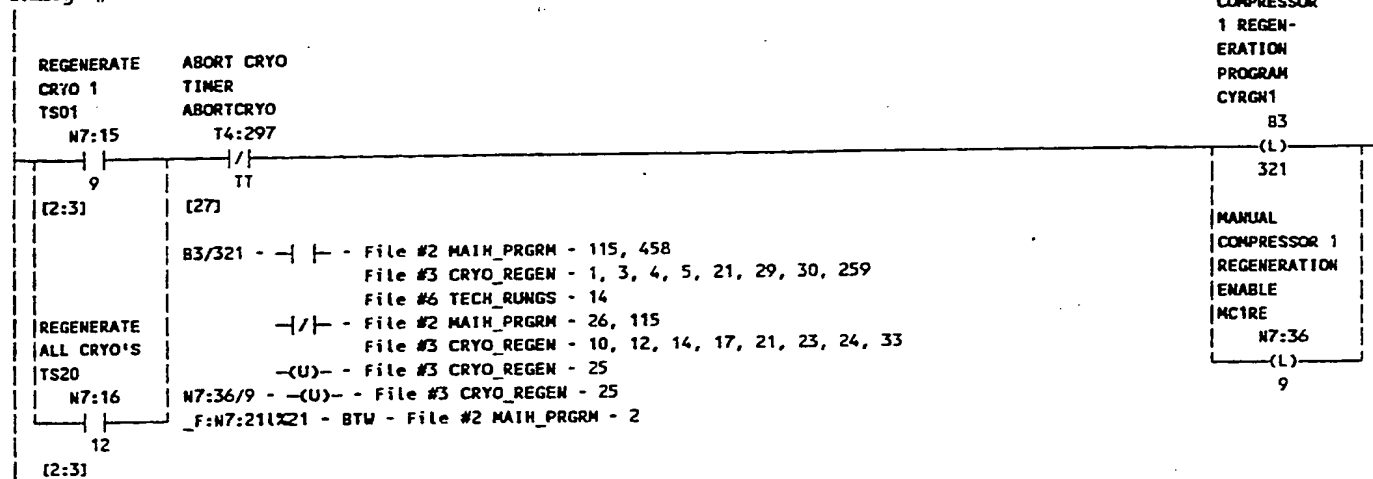 COMPRESSOR
1 REGEN-
ERATION
PROGRAM
CYRGN1
B3
(L)
321
REGENERATE
CRYO 1
TS01
N7:15
9
[2:3]
ABORT CRYO
TIMER
ABORTCRYO
T4:297
/
TT
[27]
B3/321 - -| |- - File #2 MAIN_PRGRM - 115, 458
File #3 CRYO_REGEN - 1, 3, 4, 5, 21, 29, 30, 259
File #6 TECH_RUNGS - 14
-|/|- - File #2 MAIN_PRGRM - 26, 115
File #3 CRYO_REGEN - 10, 12, 14, 17, 21, 23, 24, 33
-(U)- - File #3 CRYO_REGEN - 25
N7:36/9 - -(U)- - File #3 CRYO_REGEN - 25
_F:N7:21l%21 - BTW - File #2 MAIN_PRGRM - 2
REGENERATE
ALL CRYO'S
TS20
N7:16
12
[2:3]
MANUAL
COMPRESSOR 1
REGENERATION
ENABLE
MC1RE
N7:36
(L)
9